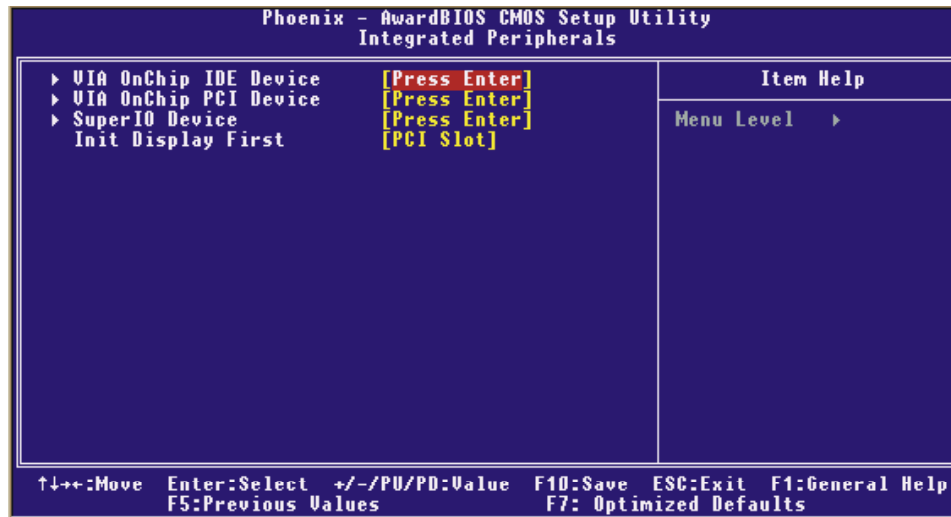 Phoenix - AwardBIOS CMOS Setup Utility
Integrated Peripherals
▸ VIA OnChip IDE Device [Press Enter]
▸ VIA OnChip PCI Device [Press Enter]
▸ SuperIO Device [Press Enter]
Init Display First [PCI Slot]
Item Help
Menu Level ▸
↑↓→←:Move Enter:Select +/-/PU/PD:Value F10:Save ESC:Exit F1:General Help
F5:Previous Values F7: Optimized Defaults